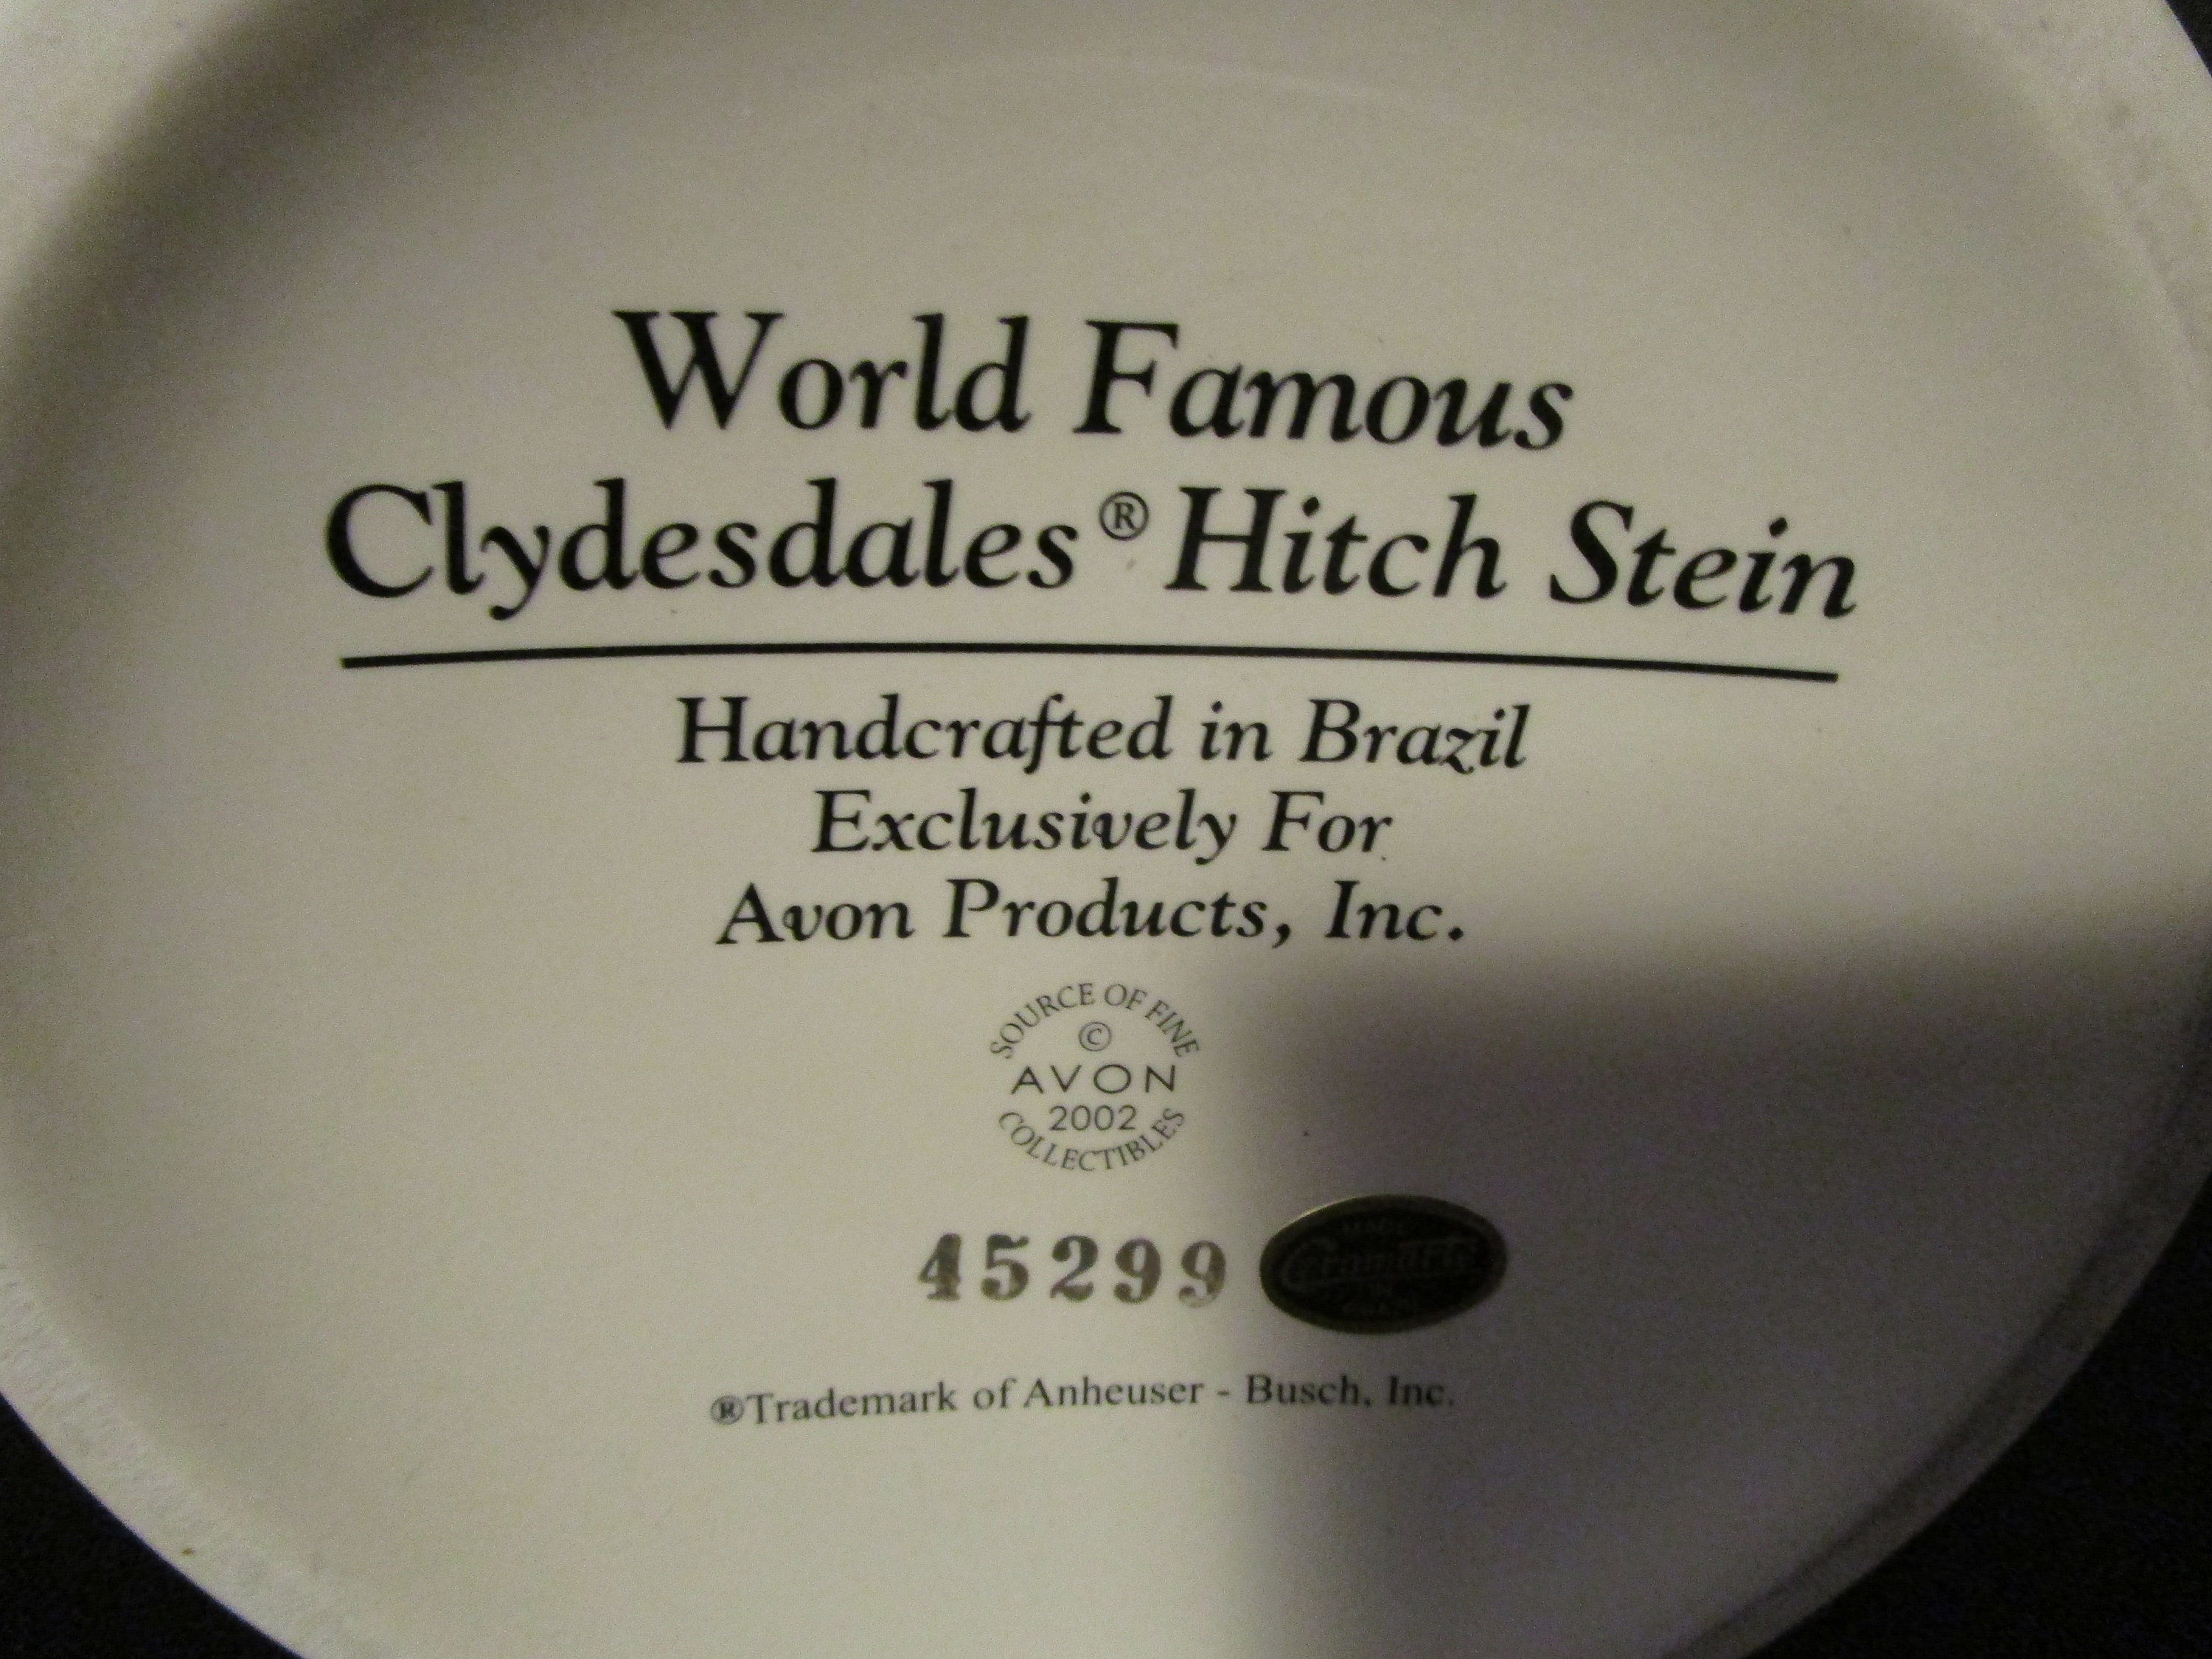 World Famous
Clydesdales® Hitch Stein
Handcrafted in Brazil
Exclusively For
Avon Products, Inc.
SOURCE OF FINE
©
AVON
2002
COLLECTIBLES
45299
CeramArte
®Trademark of Anheuser - Busch, Inc.